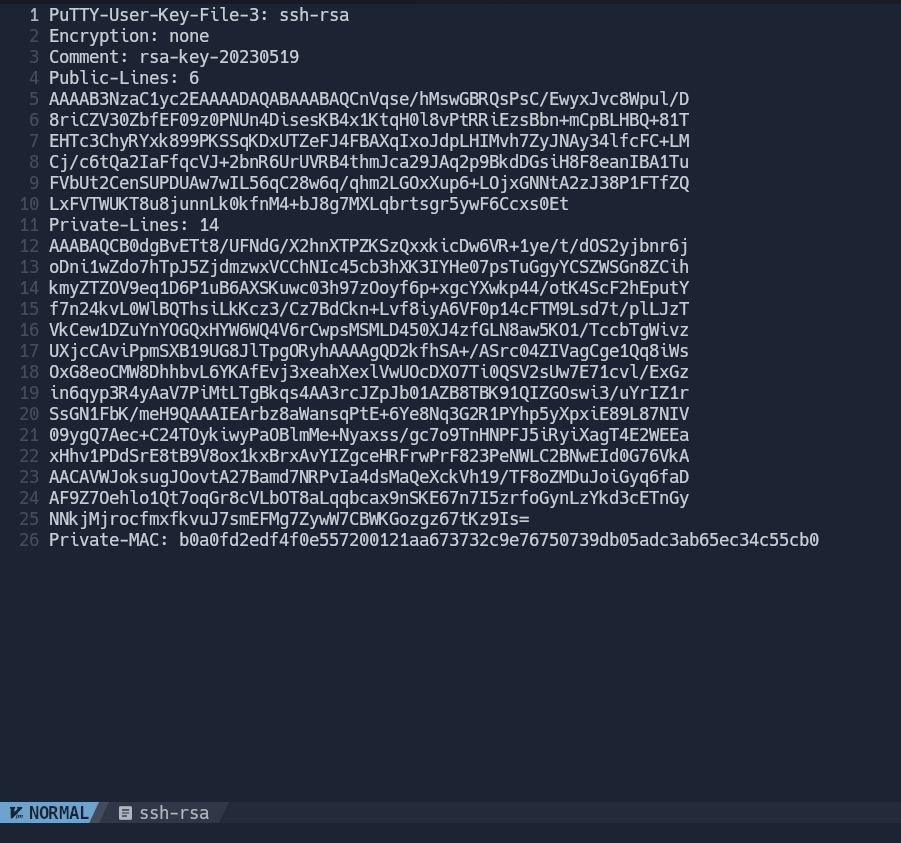 1 PuTTY-User-Key-File-3: ssh-rsa
2 Encryption: none
3 Comment: rsa-key-20230519
4 Public-Lines: 6
5 AAAAB3NzaC1yc2EAAAADAQABAAABAQCnVqse/hMswGBRQsPsC/EwyxJvc8Wpul/D
6 8riCZV30ZbfEF09z0PNUn4DisesKB4x1KtqH0l8vPtRRiEzsBbn+mCpBLHBQ+81T
7 EHTc3ChyRYxk899PKSSqKDxUTZeFJ4FBAXqIxoJdpLHIMvh7ZyJNAy34lfcFC+LM
8 Cj/c6tQa2IaFfqcVJ+2bnR6UrUVRB4thmJca29JAq2p9BkdDGsiH8F8eanIBA1Tu
9 FVbUt2CenSUPDUAw7wIL56qC28w6q/qhm2LGOxXup6+LOjxGNNtA2zJ38P1FTfZQ
10 LxFVTWUKT8u8junnLk0kfnM4+bJ8g7MXLqbrtsgr5ywF6Ccxs0Et
11 Private-Lines: 14
12 AAABAQCB0dgBvETt8/UFNdG/X2hnXTPZKSzQxxkicDw6VR+1ye/t/dOS2yjbnr6j
13 oDni1wZdo7hTpJ5ZjdmzwxVCChNIc45cb3hXK3IYHe07psTuGgyYCSZWSGn8ZCih
14 kmyZTZOV9eq1D6P1uB6AXSKuwc03h97zOoyf6p+xgcYXwkp44/otK4ScF2hEputY
15 f7n24kvL0WlBQThsiLkKcz3/Cz7BdCkn+Lvf8iyA6VF0p14cFTM9Lsd7t/plLJzT
16 VkCew1DZuYnYOGQxHYW6WQ4V6rCwpsMSMLD450XJ4zfGLN8aw5KO1/TccbTgWivz
17 UXjcCAviPpmSXB19UG8JlTpgORyhAAAAgQD2kfhSA+/ASrc04ZIVagCge1Qq8iWs
18 OxG8eoCMW8DhhbvL6YKAfEvj3xeahXexlVwUOcDXO7Ti0QSV2sUw7E71cvl/ExGz
19 in6qyp3R4yAaV7PiMtLTgBkqs4AA3rcJZpJb01AZB8TBK91QIZGOswi3/uYrIZ1r
20 SsGN1FbK/meH9QAAAIEArbz8aWansqPtE+6Ye8Nq3G2R1PYhp5yXpxiE89L87NIV
21 09ygQ7Aec+C24TOykiwyPaOBlmMe+Nyaxss/gc7o9TnHNPFJ5iRyiXagT4E2WEEa
22 xHhv1PDdSrE8tB9V8ox1kxBrxAvYIZgceHRFrwPrF823PeNWLC2BNwEId0G76VkA
23 AACAVWJoksugJOovtA27Bamd7NRPvIa4dsMaQeXckVh19/TF8oZMDuJoiGyq6faD
24 AF9Z7Oehlo1Qt7oqGr8cVLbOT8aLqqbcax9nSKE67n7I5zrfoGynLzYkd3cETnGy
25 NNkjMjrocfmxfkvuJ7smEFMg7ZywW7CBWKGozgz67tKz9Is=
26 Private-MAC: b0a0fd2edf4f0e557200121aa673732c9e76750739db05adc3ab65ec34c55cb0
NORMAL ssh-rsa